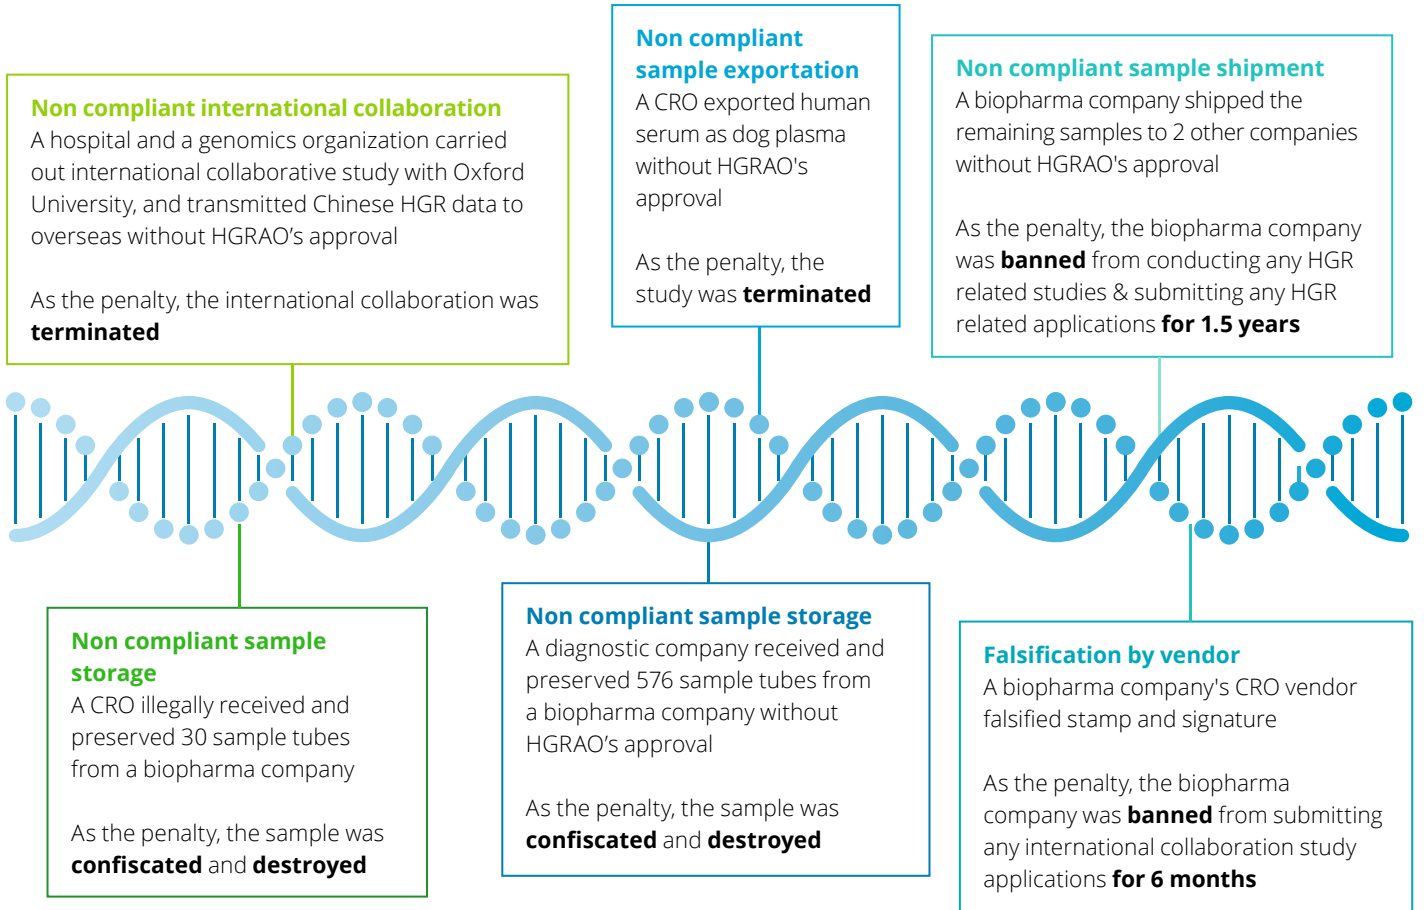 Non compliant international collaboration
A hospital and a genomics organization carried
out international collaborative study with Oxford
University, and transmitted Chinese HGR data to
overseas without HGRAO’s approval
As the penalty, the international collaboration was
terminated
Non compliant
sample exportation
A CRO exported human
serum as dog plasma
without HGRAO's
approval
As the penalty, the
study was terminated
Non compliant sample shipment
A biopharma company shipped the
remaining samples to 2 other companies
without HGRAO's approval
As the penalty, the biopharma company
was banned from conducting any HGR
related studies & submitting any HGR
related applications for 1.5 years
Non compliant sample
storage
A CRO illegally received and
preserved 30 sample tubes
from a biopharma company
As the penalty, the sample was
confiscated and destroyed
Non compliant sample storage
A diagnostic company received and
preserved 576 sample tubes from
a biopharma company without
HGRAO’s approval
As the penalty, the sample was
confiscated and destroyed
Falsification by vendor
A biopharma company's CRO vendor
falsified stamp and signature
As the penalty, the biopharma
company was banned from submitting
any international collaboration study
applications for 6 months